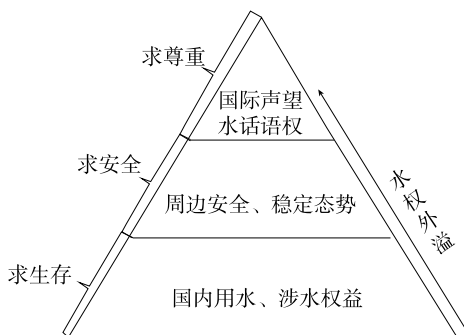 求尊重
国际声望
水话语权
求安全
周边安全、稳定态势
水权外溢
求生存
国内用水、涉水权益